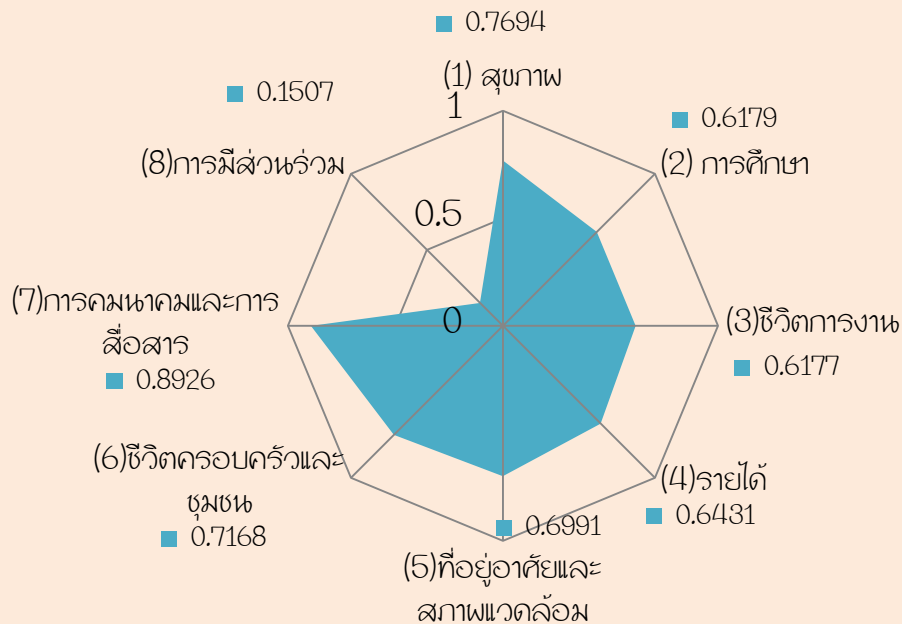 0.7694
(1) สุขภาพ
0.1507
1
0.6179
(8)การมีส่วนร่วม
(2) การศึกษา
0.5
(7)การคมนาคมและการ
สื่อสาร
0.8926
0
(3)ชีวิตการงาน
0.6177
(6)ชีวิตครอบครัวและ
ชุมชน
0.7168
(4)รายได้
0.6431
0.6991
(5)ที่อยู่อาศัยและ
สภาพแวดล้อม